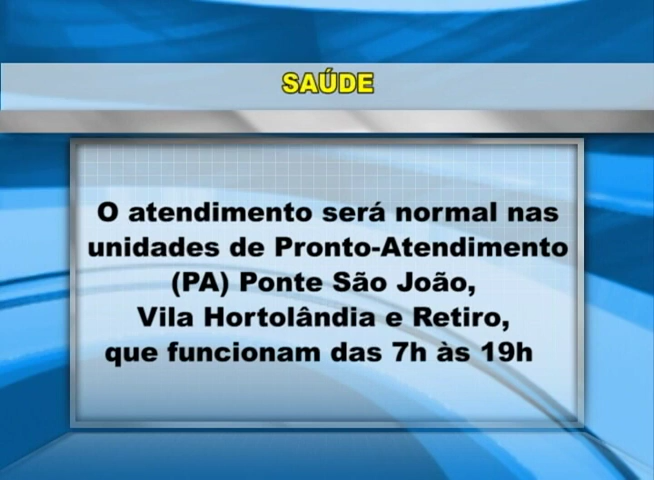 SAÚDE
O atendimento será normal nas
unidades de Pronto-Atendimento
(PA) Ponte São João,
Vila Hortolândia e Retiro,
que funcionam das 7h às 19h